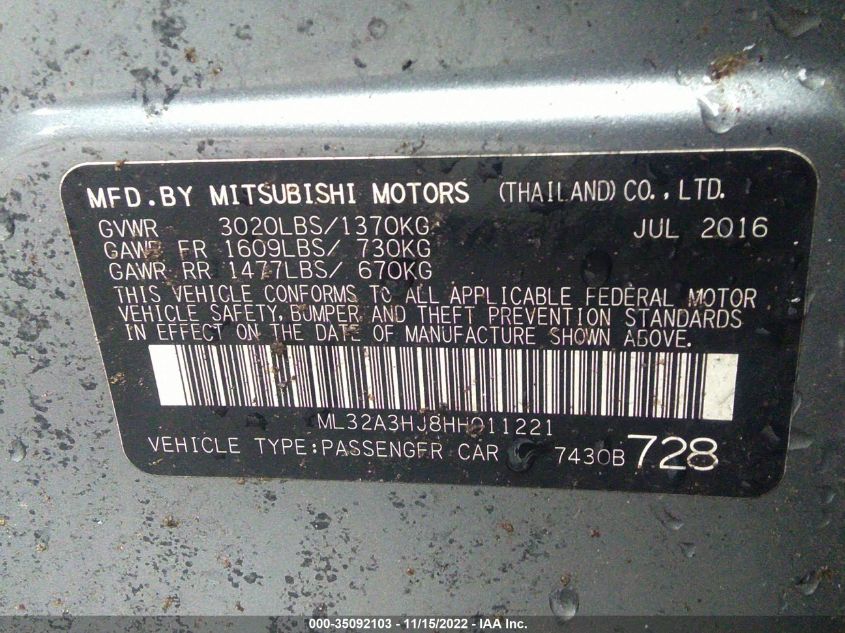 MFD.BY MITSUBISHI MOTORS (THAILAND) CO., LTD.
GVWR 3020LBS/1370KG JUL 2016
GAWR FR 1609LBS/ 730KG
GAWR RR 1477LBS/ 670KG
THIS VEHICLE CONFORMS TO ALL APPLICABLE FEDERAL MOTOR
VEHICLE SAFETY, BUMPER AND THEFT PREVENTION STANDARDS
IN EFFECT ON THE DATE OF MANUFACTURE SHOWN ABOVE.
ML32A3HJ8HH011221
VEHICLE TYPE:PASSENGER CAR 7430B 728
000-35092103 - 11/15/2022 - IAA Inc.